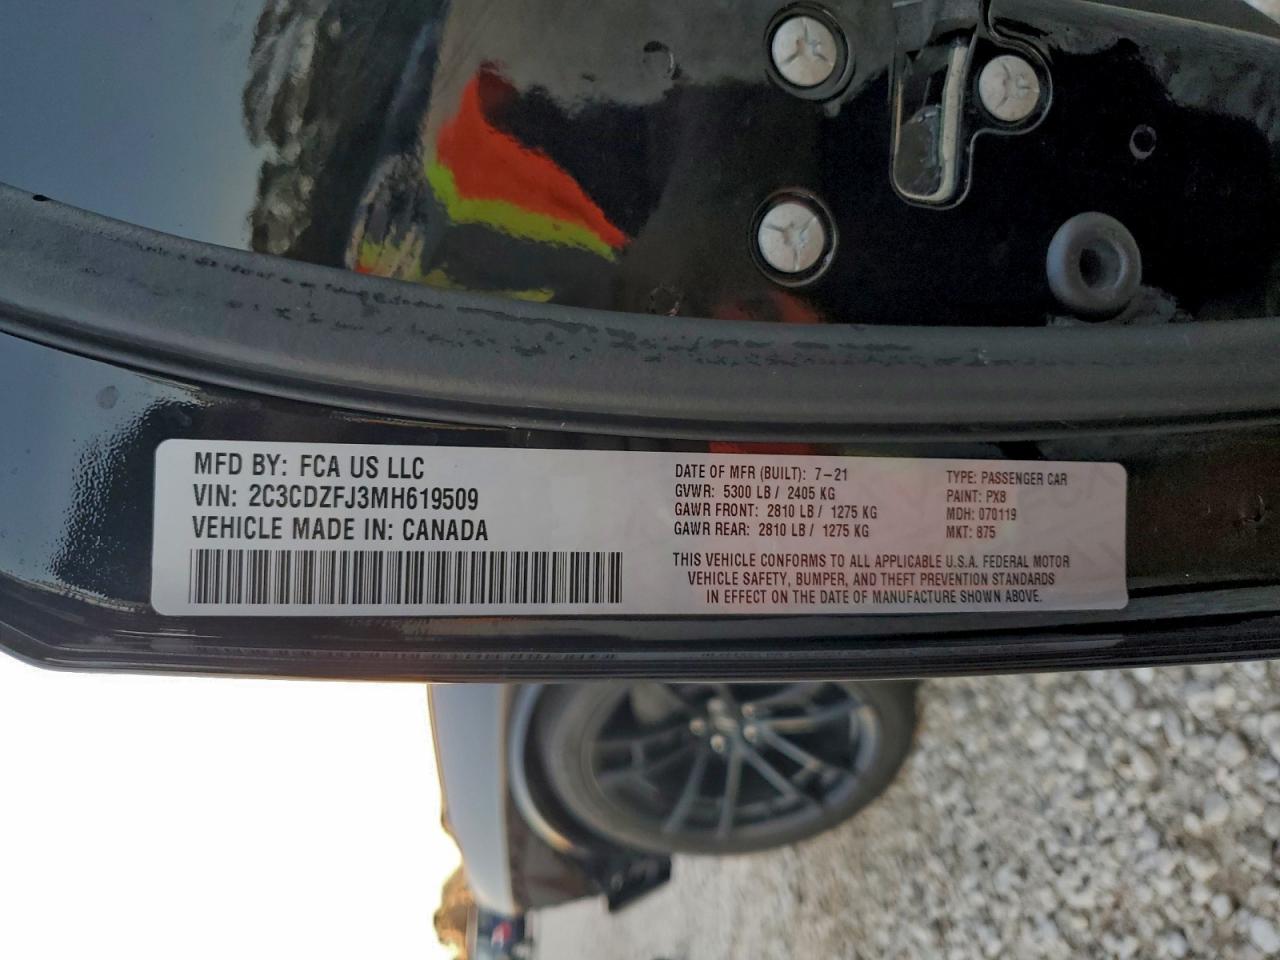 MFD BY: FCA US LLC
VIN: 2C3CDZFJ3MH619509
VEHICLE MADE IN: CANADA
DATE OF MFR (BUILT): 7-21
GVWR: 5300 LB / 2405 KG
GAWR FRONT: 2810 LB / 1275 KG
GAWR REAR: 2810 LB / 1275 KG
TYPE: PASSENGER CAR
PAINT: PX8
MDH: 070119
MKT: 875
THIS VEHICLE CONFORMS TO ALL APPLICABLE U.S.A. FEDERAL MOTOR
VEHICLE SAFETY, BUMPER, AND THEFT PREVENTION STANDARDS
IN EFFECT ON THE DATE OF MANUFACTURE SHOWN ABOVE.